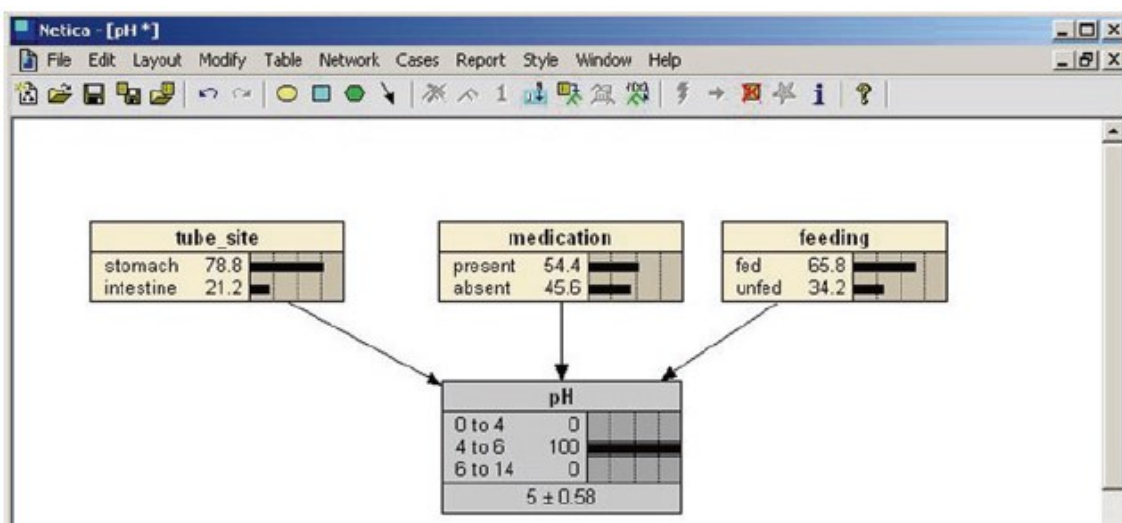 Netica - [pH *]
File Edit Layout Modify Table Network Cases Report Style Window Help
1 i ?
tube_site
stomach 78.8
intestine 21.2
medication
present 54.4
absent 45.6
feeding
fed 65.8
unfed 34.2
pH
0 to 4 0
4 to 6 100
6 to 14 0
5 ± 0.58